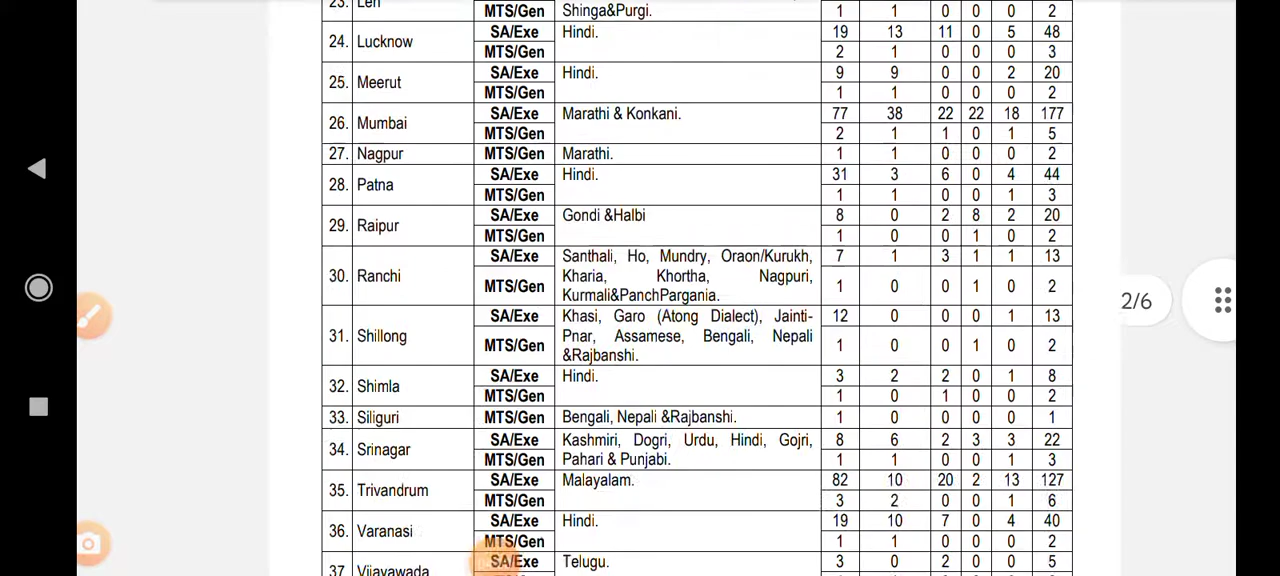 23. Leh
MTS/Gen Shinga&Purgi. 1 1 0 0 0 2
24. Lucknow SA/Exe Hindi. 19 13 11 0 5 48
MTS/Gen 2 1 0 0 0 3
25. Meerut SA/Exe Hindi. 9 9 0 0 2 20
MTS/Gen 1 1 0 0 0 2
26. Mumbai SA/Exe Marathi & Konkani. 77 38 22 22 18 177
MTS/Gen 2 1 1 0 1 5
27. Nagpur MTS/Gen Marathi. 1 1 0 0 0 2
28. Patna SA/Exe Hindi. 31 3 6 0 4 44
MTS/Gen 1 1 0 0 1 3
29. Raipur SA/Exe Gondi &Halbi 8 0 2 8 2 20
MTS/Gen 1 0 0 1 0 2
30. Ranchi SA/Exe Santhali, Ho, Mundry, Oraon/Kurukh, 7 1 3 1 1 13
Kharia, Khortha, Nagpuri,
MTS/Gen Kurmali&PanchPargania. 1 0 0 1 0 2
31. Shillong SA/Exe Khasi, Garo (Atong Dialect), Jainti- 12 0 0 0 1 13
Pnar, Assamese, Bengali, Nepali
MTS/Gen &Rajbanshi. 1 0 0 1 0 2
32. Shimla SA/Exe Hindi. 3 2 2 0 1 8
MTS/Gen 1 0 1 0 0 2
33. Siliguri MTS/Gen Bengali, Nepali &Rajbanshi. 1 0 0 0 0 1
34. Srinagar SA/Exe Kashmiri, Dogri, Urdu, Hindi, Gojri, 8 6 2 3 3 22
MTS/Gen Pahari & Punjabi. 1 1 0 0 1 3
35. Trivandrum SA/Exe Malayalam. 82 10 20 2 13 127
MTS/Gen 3 2 0 0 1 6
36. Varanasi SA/Exe Hindi. 19 10 7 0 4 40
MTS/Gen 1 1 0 0 0 2
37 Vijayawada SA/Exe Telugu. 3 0 2 0 0 5
2/6